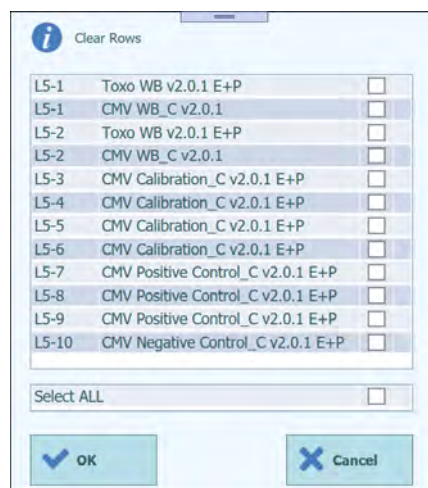 Clear Rows
L5-1 Toxo WB v2.0.1 E+P
L5-1 CMV WB_C v2.0.1
L5-2 Toxo WB v2.0.1 E+P
L5-2 CMV WB_C v2.0.1
L5-3 CMV Calibration_C v2.0.1 E+P
L5-4 CMV Calibration_C v2.0.1 E+P
L5-5 CMV Calibration_C v2.0.1 E+P
L5-6 CMV Calibration_C v2.0.1 E+P
L5-7 CMV Positive Control_C v2.0.1 E+P
L5-8 CMV Positive Control_C v2.0.1 E+P
L5-9 CMV Positive Control_C v2.0.1 E+P
L5-10 CMV Negative Control_C v2.0.1 E+P
Select ALL
OK Cancel